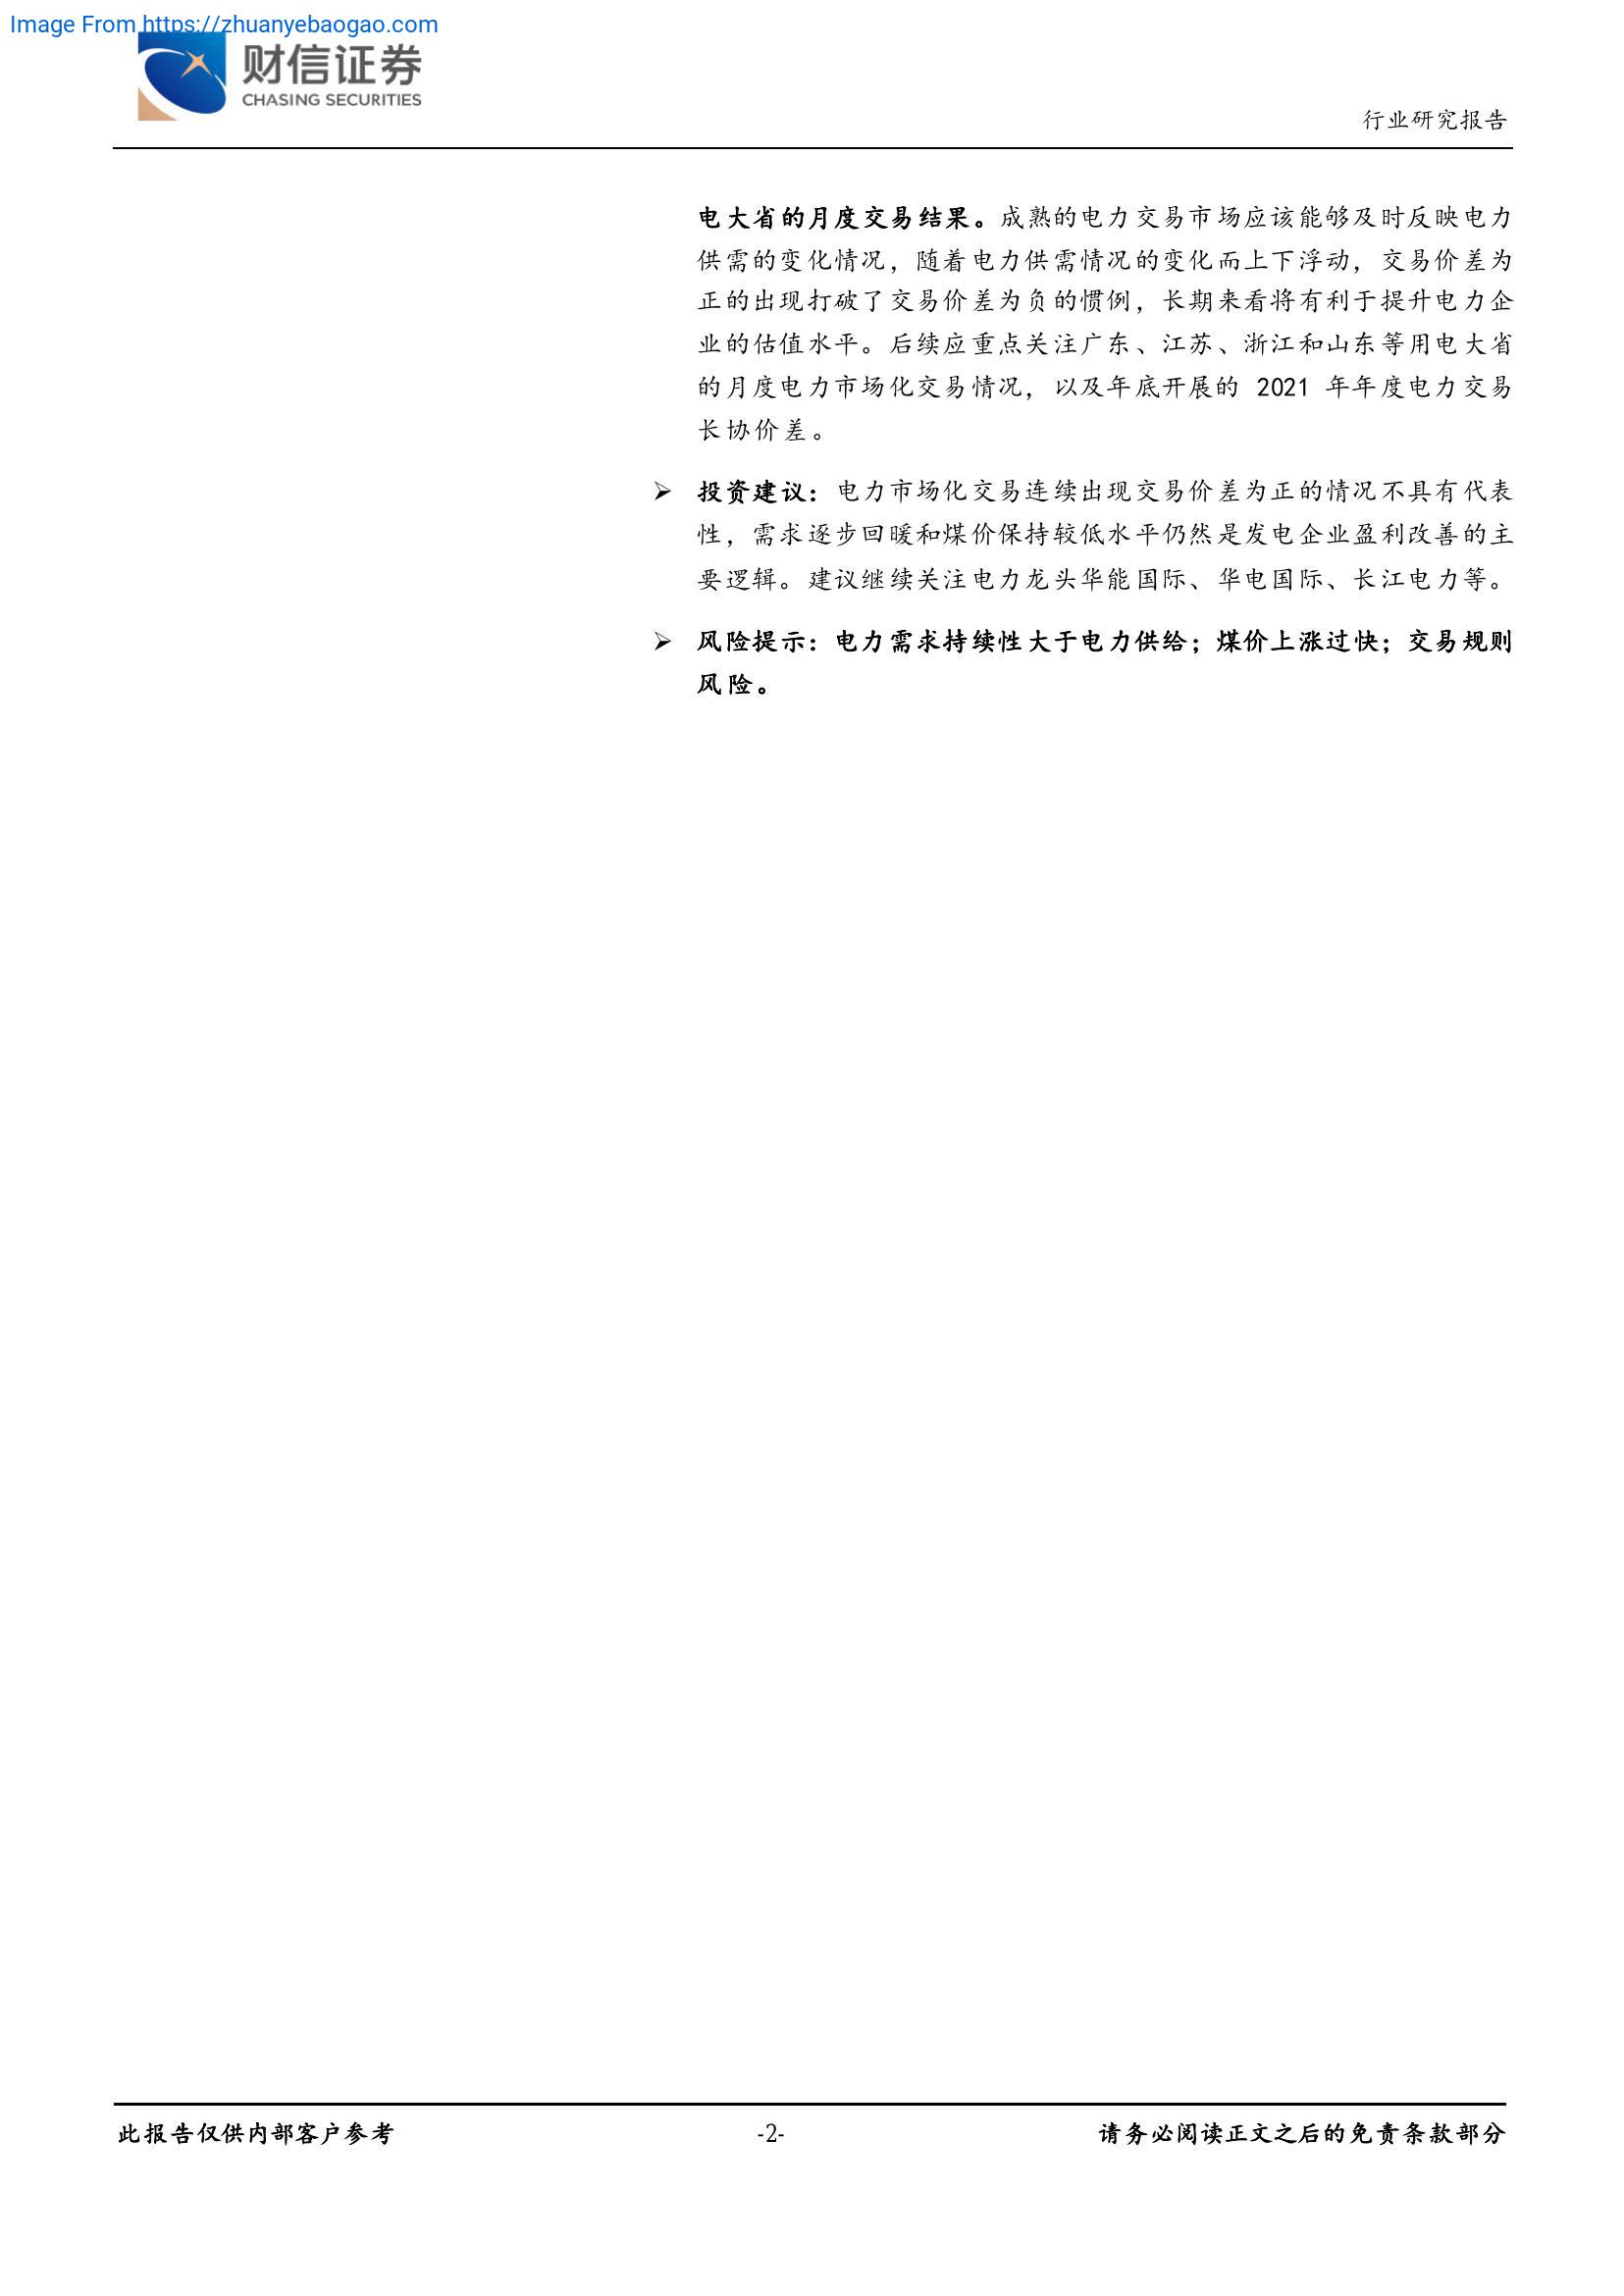 Image From https://zhuanyebaogao.com
财信证券
CHASING SECURITIES
行业研究报告
电大省的月度交易结果。成熟的电力交易市场应该能够及时反映电力
供需的变化情况，随着电力供需情况的变化而上下浮动，交易价差为
正的出现打破了交易价差为负的惯例，长期来看将有利于提升电力企
业的估值水平。后续应重点关注广东、江苏、浙江和山东等用电大省
的月度电力市场化交易情况，以及年底开展的 2021 年年度电力交易
长协价差。
➢ 投资建议：电力市场化交易连续出现交易价差为正的情况不具有代表
性，需求逐步回暖和煤价保持较低水平仍然是发电企业盈利改善的主
要逻辑。建议继续关注电力龙头华能国际、华电国际、长江电力等。
➢ 风险提示：电力需求持续性大于电力供给；煤价上涨过快；交易规则
风险。
此报告仅供内部客户参考
-2-
请务必阅读正文之后的免责条款部分